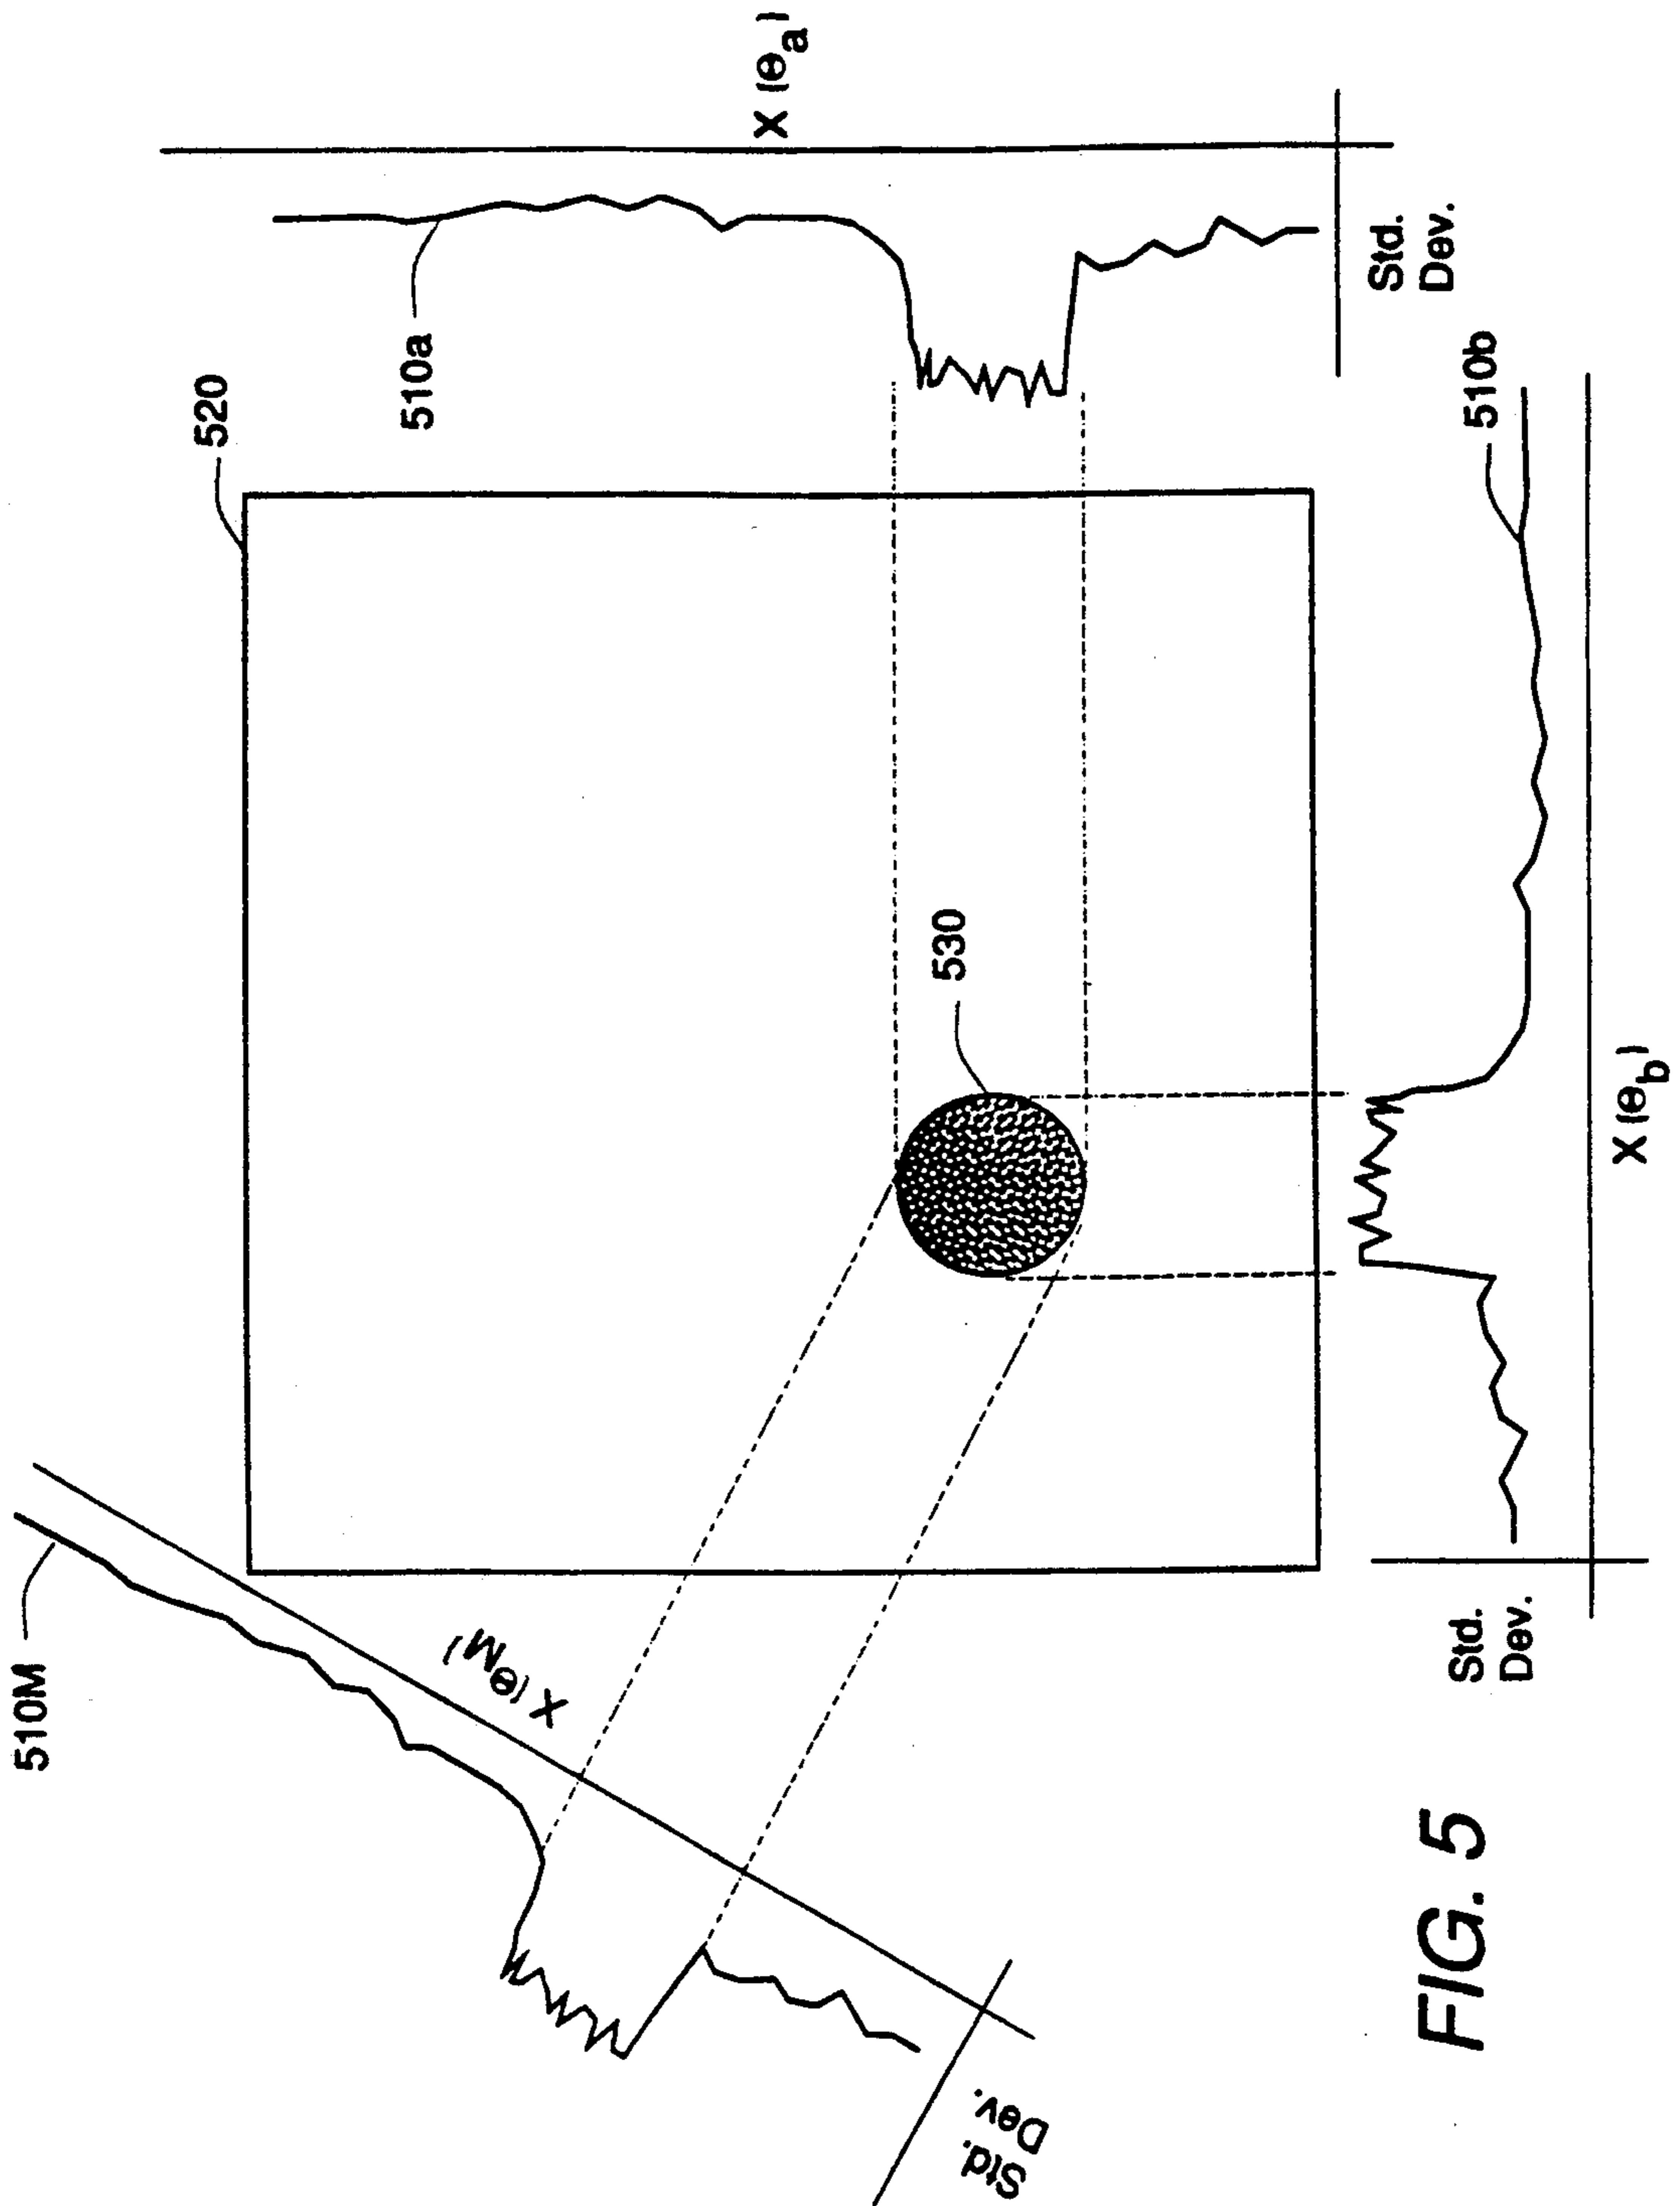 510M
520
510a
X (Θa)
Std.
Dev.
X (ΘM)
Std.
Dev.
530
510b
Std.
Dev.
X (Θb)
FIG. 5